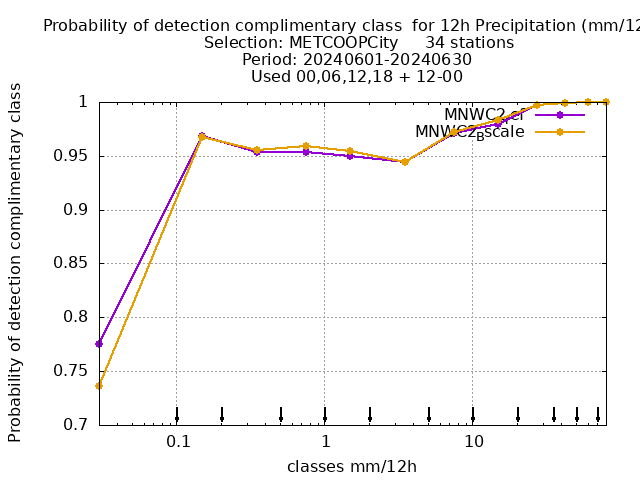 Probability of detection complimentary class  for 12h Precipitation (mm/12
Selection: METCOOPCity     34 stations
Period: 20240601-20240630
Used 00,06,12,18 + 12-00
Probability of detection complimentary class
1
0.95
0.9
0.85
0.8
0.75
0.7
0.1
1
10
classes mm/12h